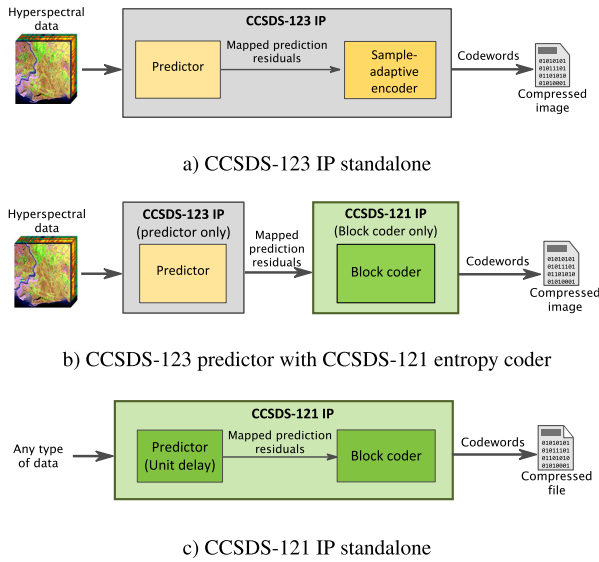 Hyperspectral
data
CCSDS-123 IP
Predictor
Mapped prediction
residuals
Sample-
adaptive
encoder
Codewords
01010101
01011101
01101010
01010001
Compressed
image
a) CCSDS-123 IP standalone
Hyperspectral
data
CCSDS-123 IP
(predictor only)
Predictor
Mapped
prediction
residuals
CCSDS-121 IP
(Block coder only)
Block coder
Codewords
01010101
01011101
01101010
01010001
Compressed
image
b) CCSDS-123 predictor with CCSDS-121 entropy coder
Any type
of data
CCSDS-121 IP
Predictor
(Unit delay)
Mapped prediction
residuals
Block coder
Codewords
01010101
01011101
01101010
01010001
Compressed
file
c) CCSDS-121 IP standalone